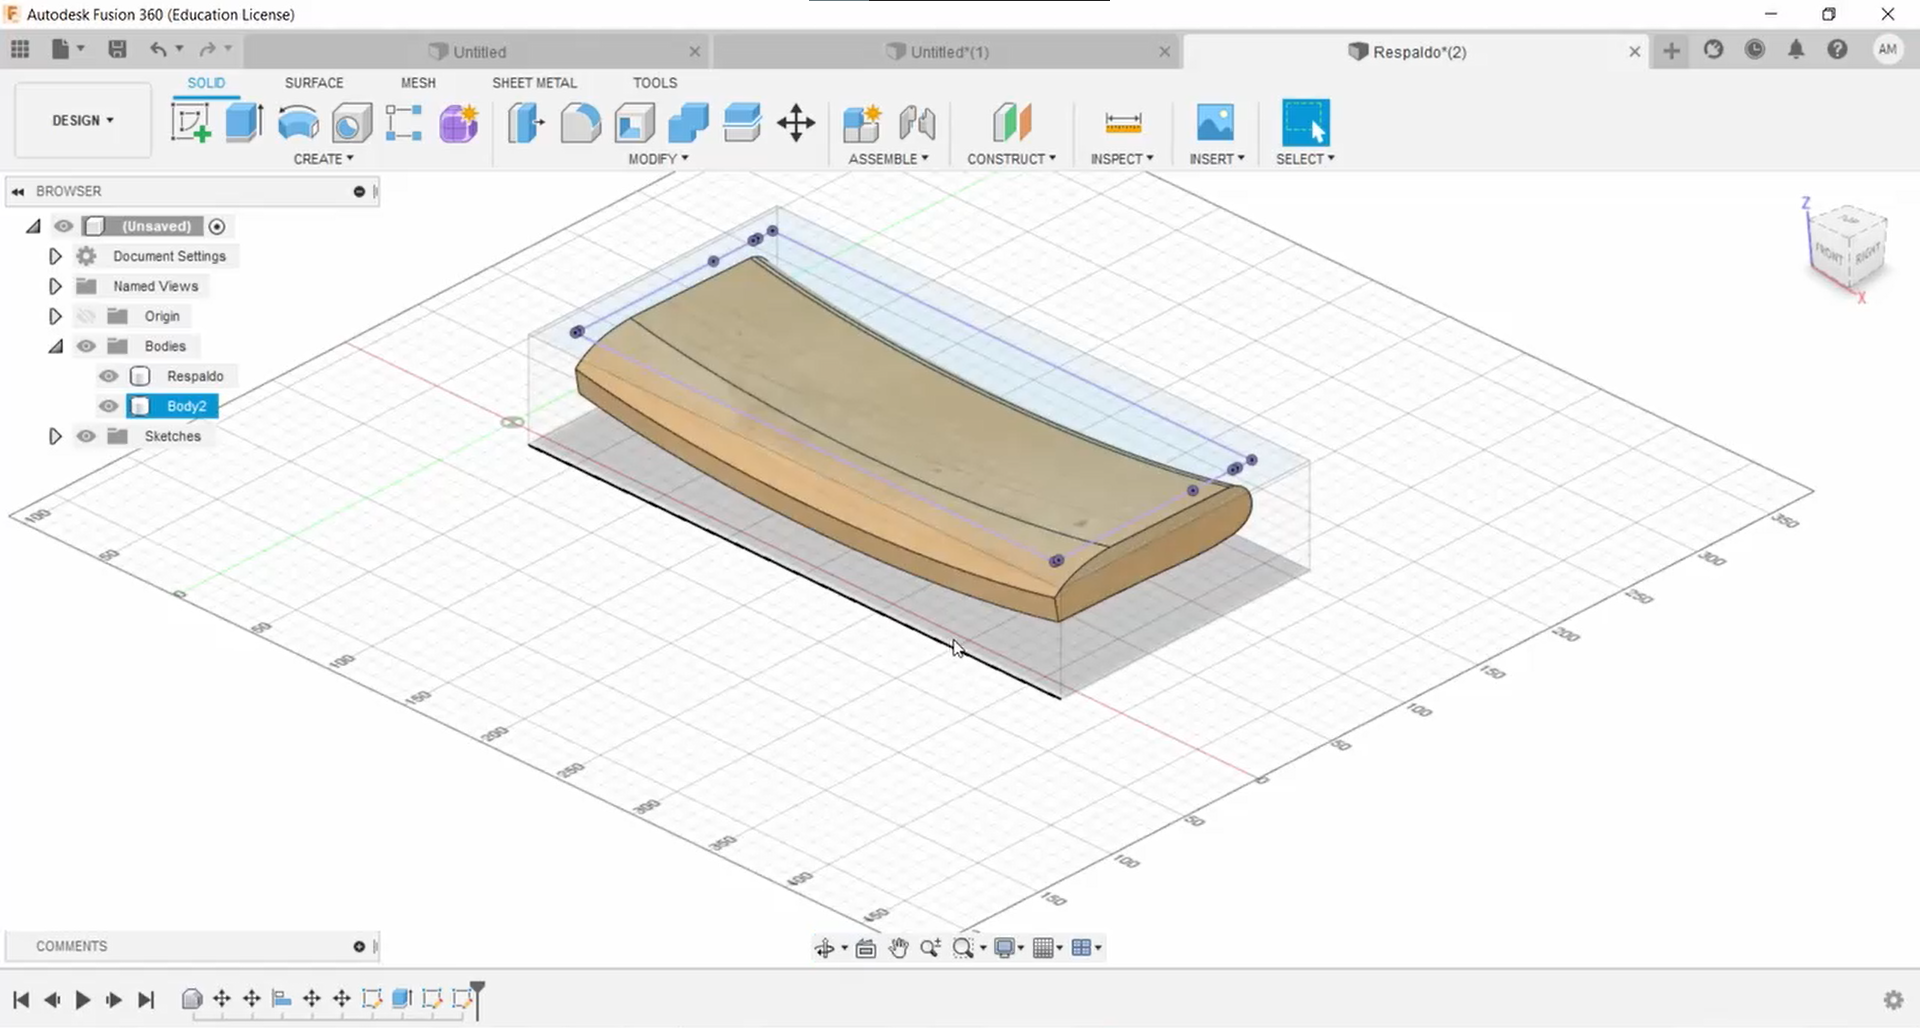 Autodesk Fusion 360 (Education License)
Untitled
Untitled*(1)
Respaldo*(2)
AM
SOLID
SURFACE
MESH
SHEET METAL
TOOLS
DESIGN
CREATE
MODIFY
ASSEMBLE
CONSTRUCT
INSPECT
INSERT
SELECT
BROWSER
(Unsaved)
Document Settings
Named Views
Origin
Bodies
Respaldo
Body2
Sketches
Z
TOP
FRONT
RIGHT
X
100
50
0
50
100
150
200
250
300
350
400
450
350
300
250
200
150
100
50
0
50
100
150
COMMENTS